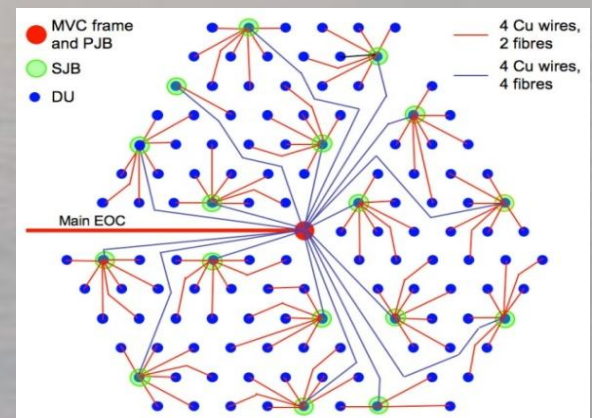 MVC frame
and PJB
SJB
DU
4 Cu wires,
2 fibres
4 Cu wires,
4 fibres
Main EOC